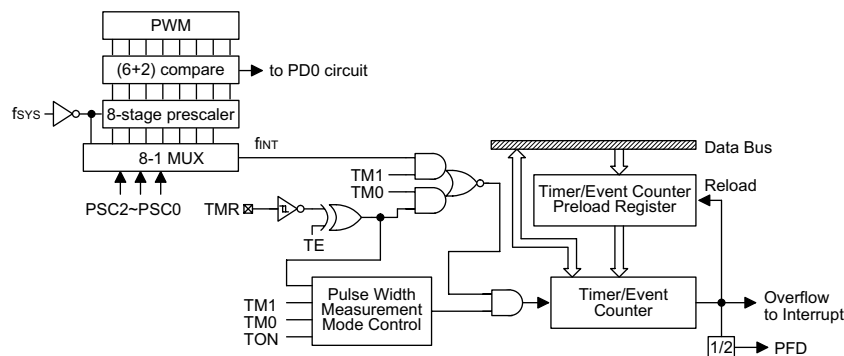 PWM
(6+2) compare
to PD0 circuit
fSYS
8-stage prescaler
8-1 MUX
fINT
PSC2~PSC0
TM1
TM0
TMR
TE
Data Bus
Timer/Event Counter
Preload Register
Reload
TM1
TM0
TON
Pulse Width
Measurement
Mode Control
Timer/Event
Counter
Overflow
to Interrupt
1/2
PFD